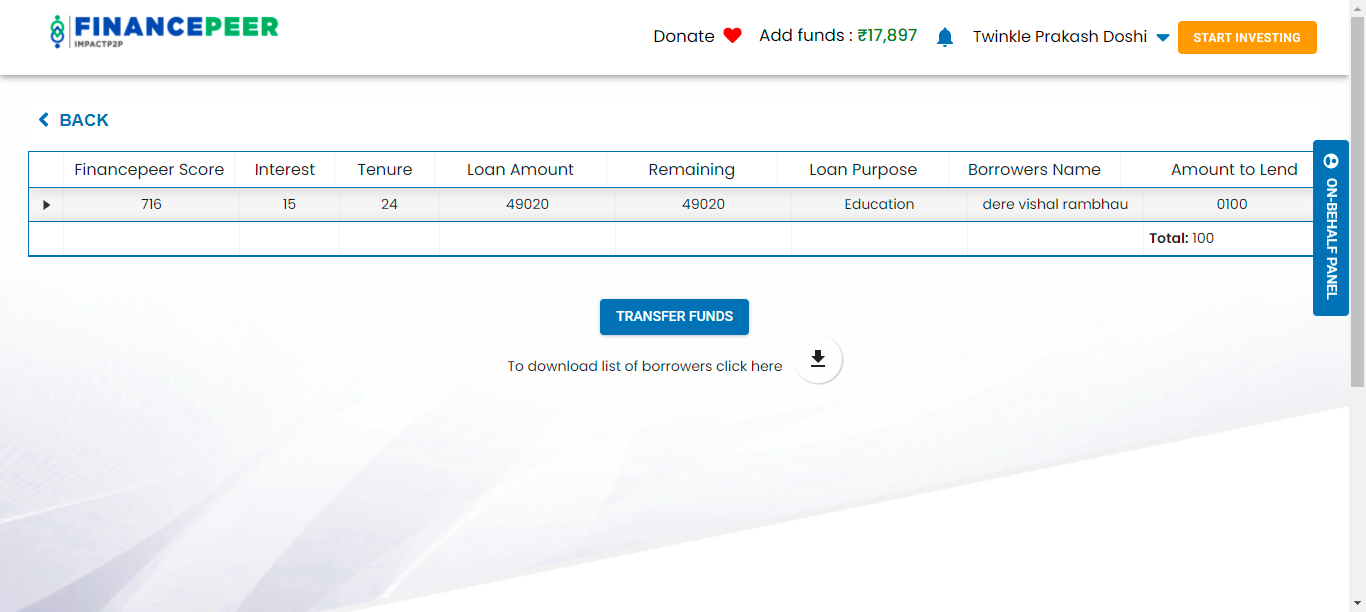 FINANCEPEER
IMPACTP2P
Donate Add funds : ₹17,897 Twinkle Prakash Doshi START INVESTING
BACK
Financepeer Score Interest Tenure Loan Amount Remaining Loan Purpose Borrowers Name Amount to Lend
716 15 24 49020 49020 Education dere vishal rambhau 0100
Total: 100
ON-BEHALF PANEL
TRANSFER FUNDS
To download list of borrowers click here